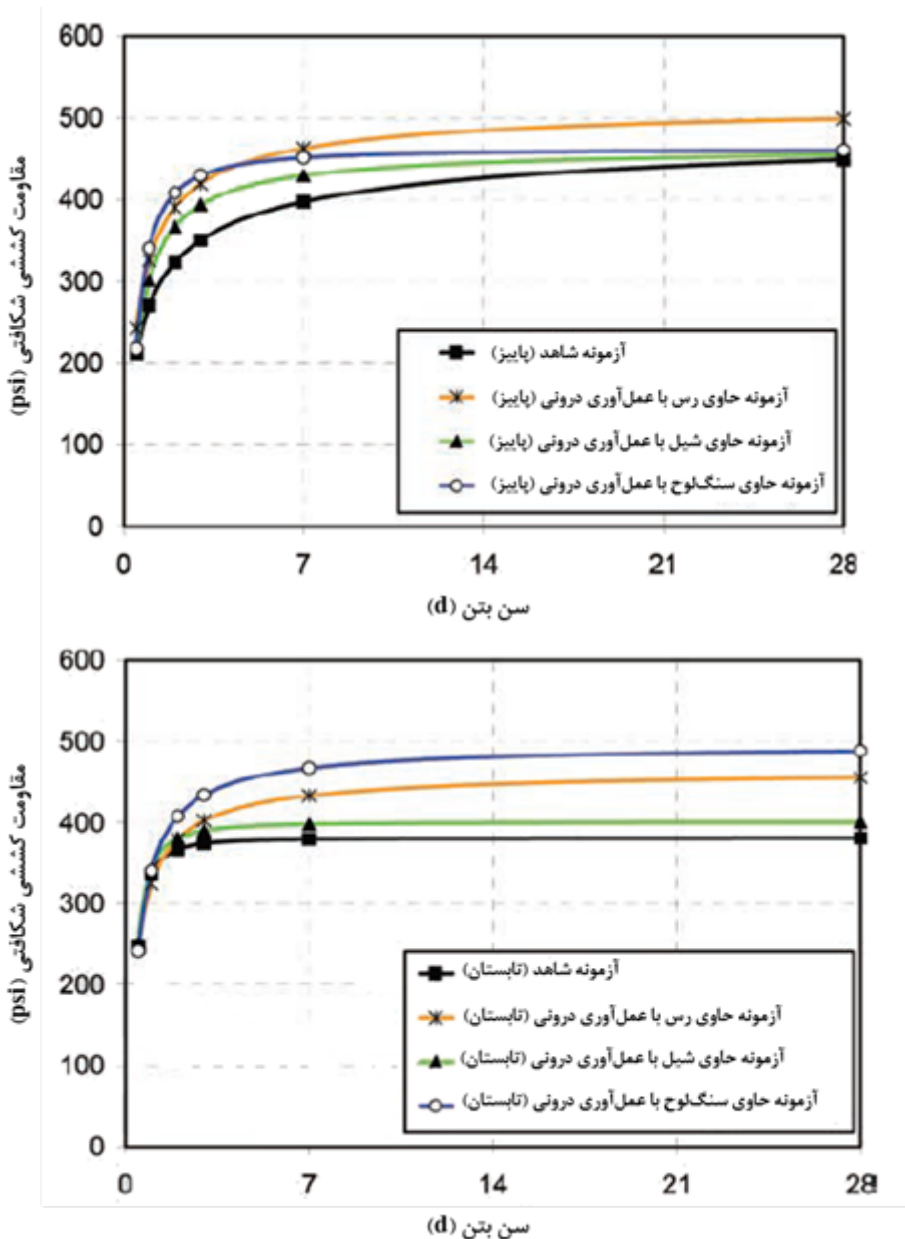 600
500
400
300
200
100
0
مقاومت کششی شکافتی (psi)
آزمونه شاهد (پاییز)
آزمونه حاوی رس با عمل‌آوری درونی (پاییز)
آزمونه حاوی شیل با عمل‌آوری درونی (پاییز)
آزمونه حاوی سنگ‌لوح با عمل‌آوری درونی (پاییز)
0 7 14 21 28
سن بتن (d)
600
500
400
300
200
100
0
مقاومت کششی شکافتی (psi)
آزمونه شاهد (تابستان)
آزمونه حاوی رس با عمل‌آوری درونی (تابستان)
آزمونه حاوی شیل با عمل‌آوری درونی (تابستان)
آزمونه حاوی سنگ‌لوح با عمل‌آوری درونی (تابستان)
0 7 14 21 28
سن بتن (d)